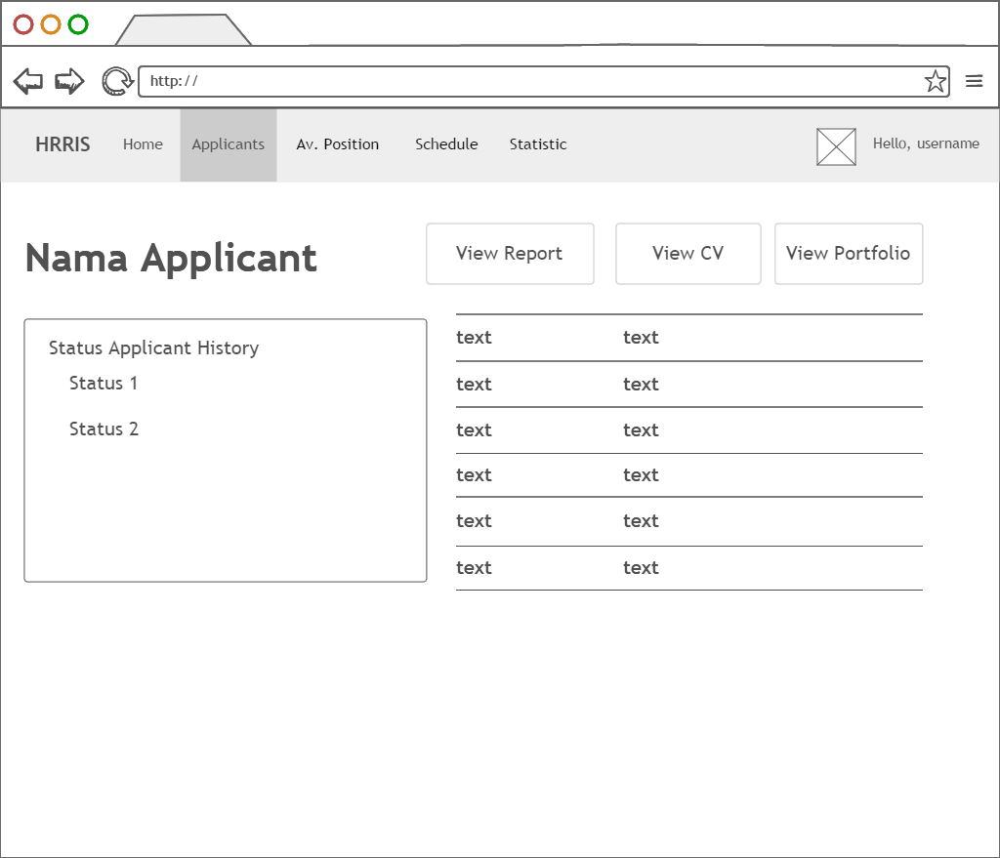 http://
HRRIS Home Applicants Av. Position Schedule Statistic Hello, username
Nama Applicant View Report View CV View Portfolio
Status Applicant History
Status 1
Status 2
text text
text text
text text
text text
text text
text text